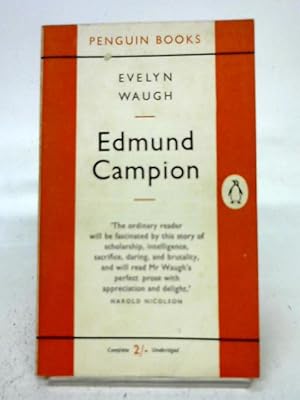 PENGUIN BOOKS
EVELYN
WAUGH
Edmund
Campion
'The ordinary reader
will be fascinated by this story of
scholarship, intelligence,
sacrifice, daring, and brutality,
and will read Mr Waugh's
perfect prose with
appreciation and delight.'
HAROLD NICOLSON
Complete 2/- Unabridged